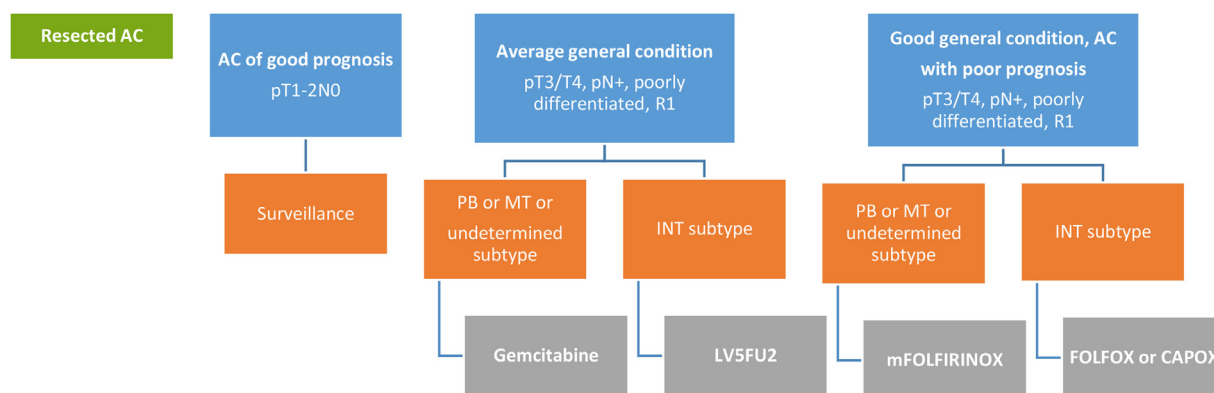 Resected AC
AC of good prognosis
pT1-2N0
Surveillance
Average general condition
pT3/T4, pN+, poorly
differentiated, R1
PB or MT or
undetermined
subtype
INT subtype
Gemcitabine
LV5FU2
Good general condition, AC
with poor prognosis
pT3/T4, pN+, poorly
differentiated, R1
PB or MT or
undetermined
subtype
INT subtype
mFOLFIRINOX
FOLFOX or CAPOX